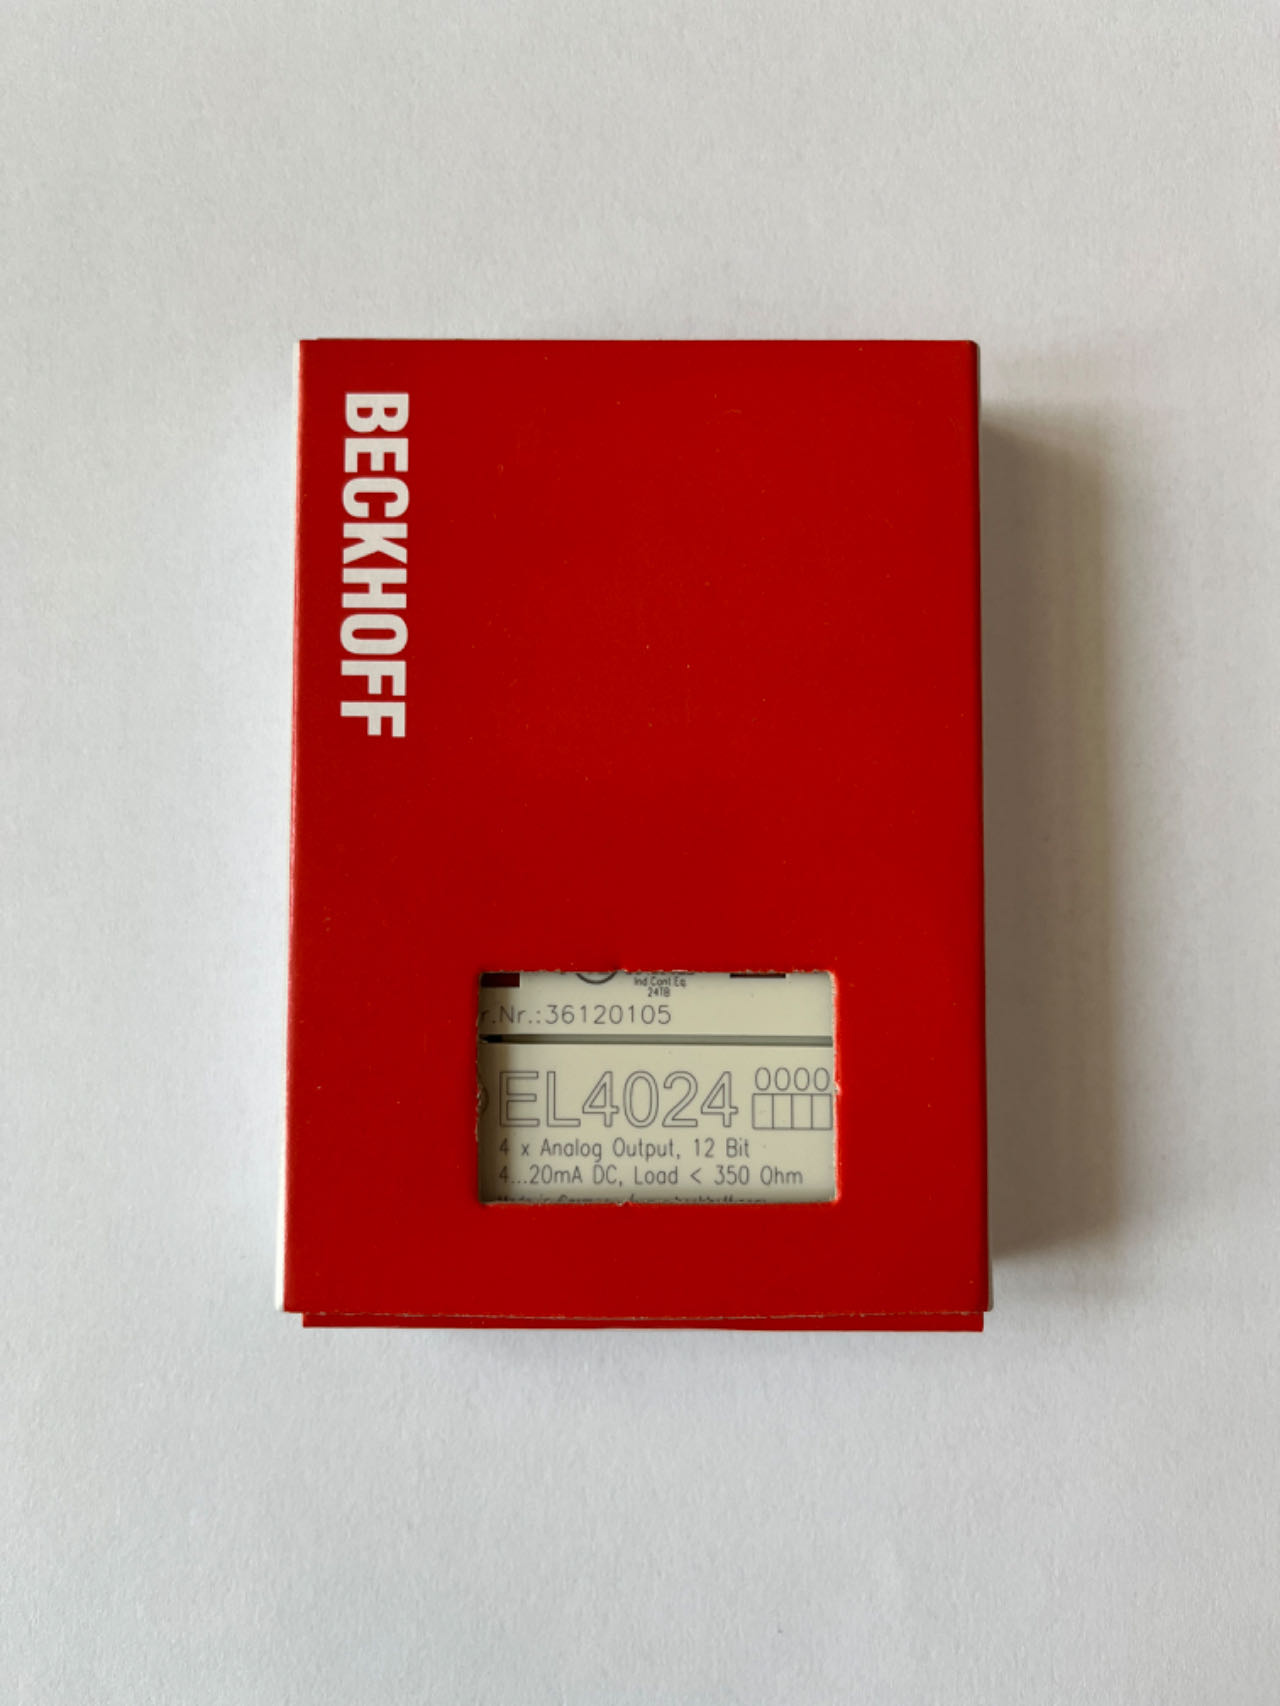 BECKHOFF
Ind.Cont.Eq.
24TB
r.Nr.:36120105
EL4024 0000
4 x Analog Output, 12 Bit
4...20mA DC, Load < 350 Ohm